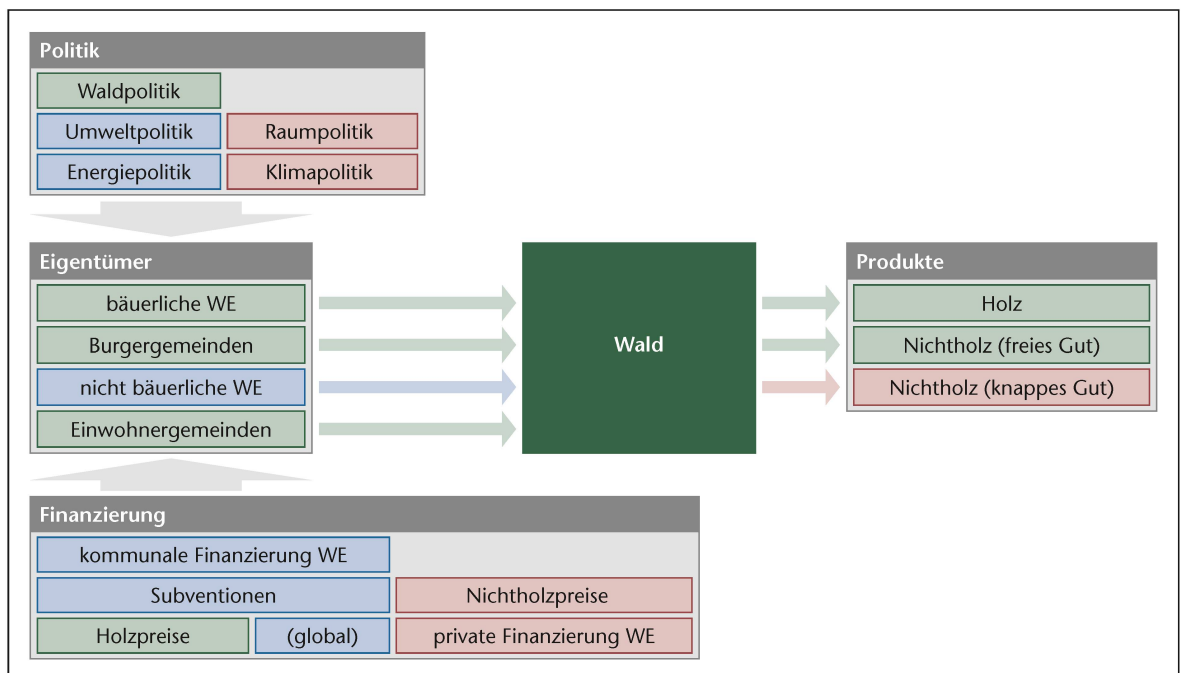 Politik
Waldpolitik
Umweltpolitik
Raumpolitik
Energiepolitik
Klimapolitik
Eigentümer
bäuerliche WE
Burgergemeinden
nicht bäuerliche WE
Einwohnergemeinden
Wald
Produkte
Holz
Nichtholz (freies Gut)
Nichtholz (knappes Gut)
Finanzierung
kommunale Finanzierung WE
Subventionen
Nichtholzpreise
Holzpreise
(global)
private Finanzierung WE